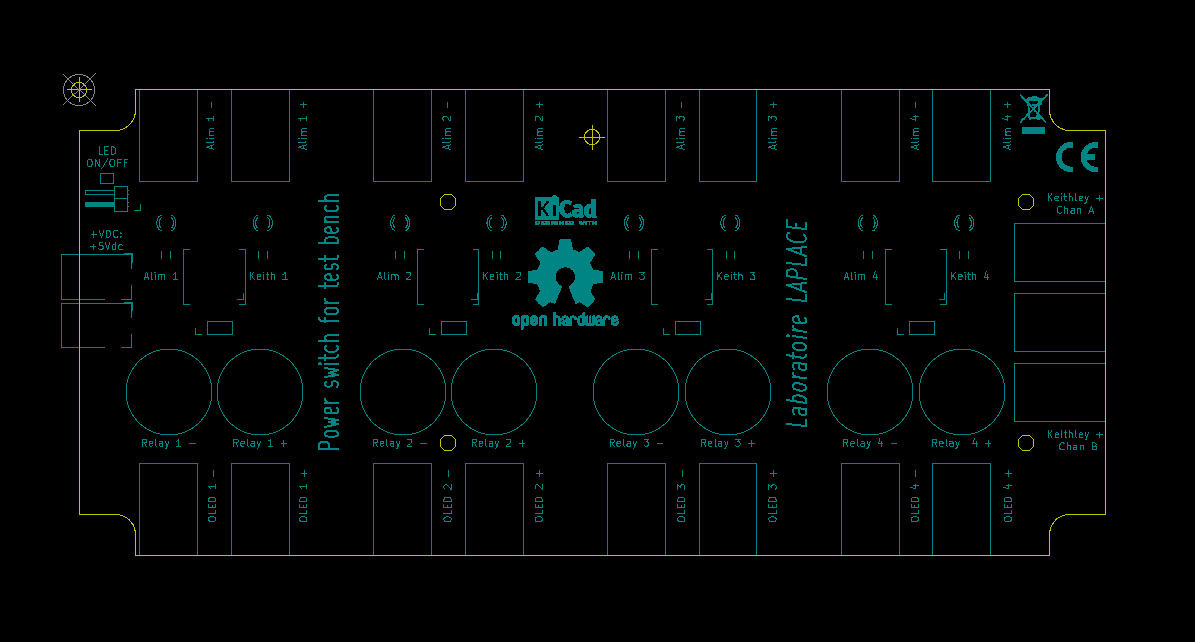 Alim 1 -
Alim 1 +
Alim 2 -
Alim 2 +
Alim 3 -
Alim 3 +
Alim 4 -
Alim 4 +
LED
ON/OFF
CE
KiCad
DESIGNED WITH
Keithley +
Chan A
+VDC:
+5Vdc
Alim 1
Keith 1
Alim 2
Keith 2
Alim 3
Keith 3
Alim 4
Keith 4
Power switch for test bench
open hardware
Laboratoire LAPLACE
Relay 1 -
Relay 1 +
Relay 2 -
Relay 2 +
Relay 3 -
Relay 3 +
Relay 4 -
Relay  4 +
Keithley +
Chan B
OLED 1 -
OLED 1 +
OLED 2 -
OLED 2 +
OLED 3 -
OLED 3 +
OLED 4 -
OLED 4 +